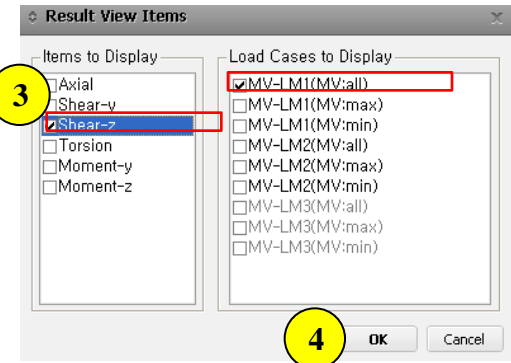 Result View Items
Items to Display
Load Cases to Display
3
Axial
Shear-y
Shear-z
Torsion
Moment-y
Moment-z
MV-LM1(MV:all)
MV-LM1(MV:max)
MV-LM1(MV:min)
MV-LM2(MV:all)
MV-LM2(MV:max)
MV-LM2(MV:min)
MV-LM3(MV:all)
MV-LM3(MV:max)
MV-LM3(MV:min)
4
OK
Cancel